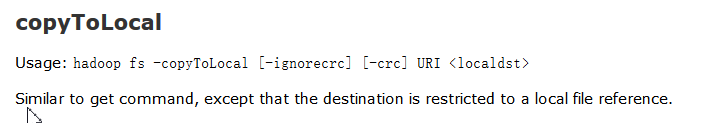 copyToLocal
Usage: hadoop fs -copyToLocal [-ignorecrc] [-crc] URI <localdst>
Similar to get command, except that the destination is restricted to a local file reference.